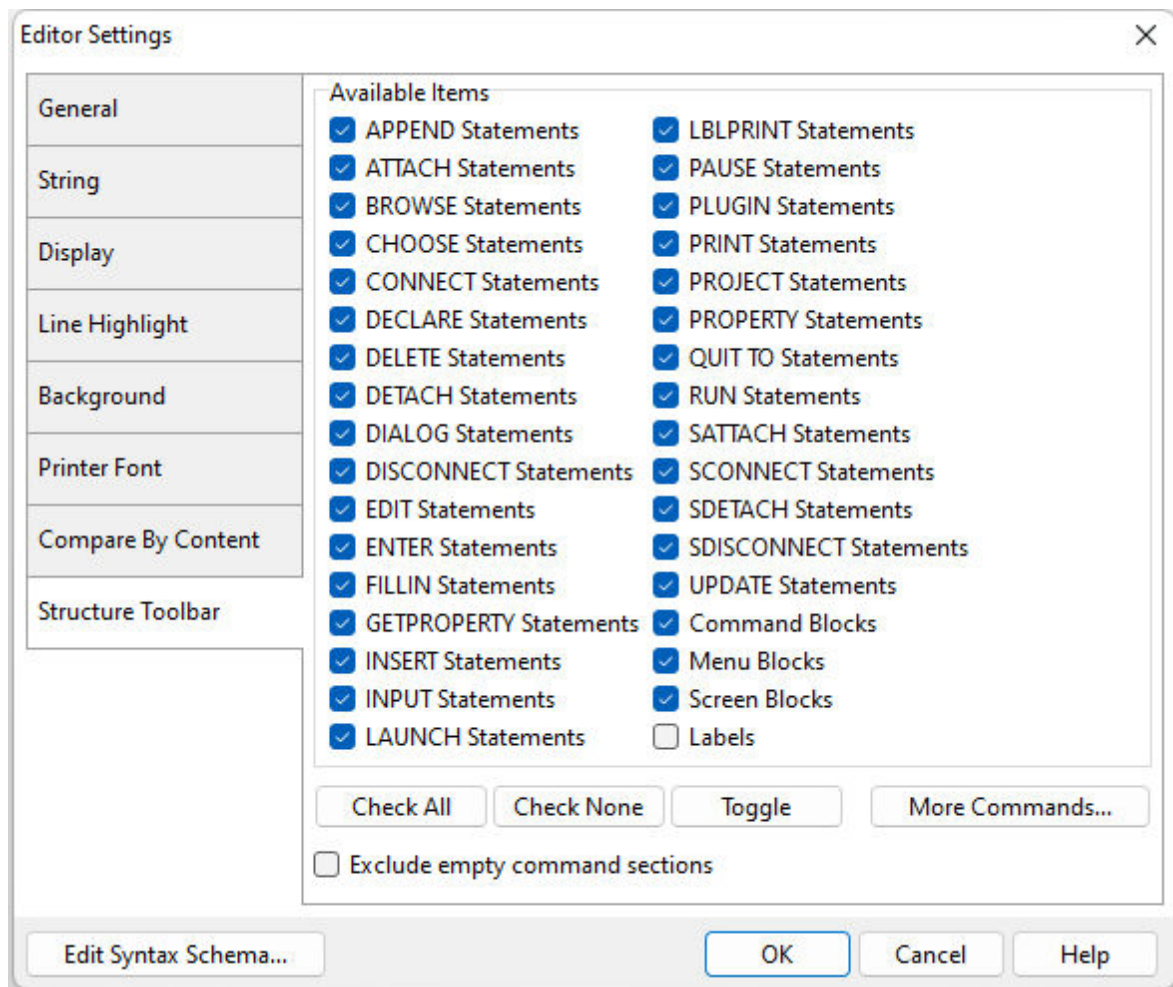 Editor Settings
General
String
Display
Line Highlight
Background
Printer Font
Compare By Content
Structure Toolbar
Available Items
APPEND Statements
ATTACH Statements
BROWSE Statements
CHOOSE Statements
CONNECT Statements
DECLARE Statements
DELETE Statements
DETACH Statements
DIALOG Statements
DISCONNECT Statements
EDIT Statements
ENTER Statements
FILLIN Statements
GETPROPERTY Statements
INSERT Statements
INPUT Statements
LAUNCH Statements
LBLPRINT Statements
PAUSE Statements
PLUGIN Statements
PRINT Statements
PROJECT Statements
PROPERTY Statements
QUIT TO Statements
RUN Statements
SATTACH Statements
SCONNECT Statements
SDETACH Statements
SDISCONNECT Statements
UPDATE Statements
Command Blocks
Menu Blocks
Screen Blocks
Labels
Check All
Check None
Toggle
More Commands...
Exclude empty command sections
Edit Syntax Schema...
OK
Cancel
Help